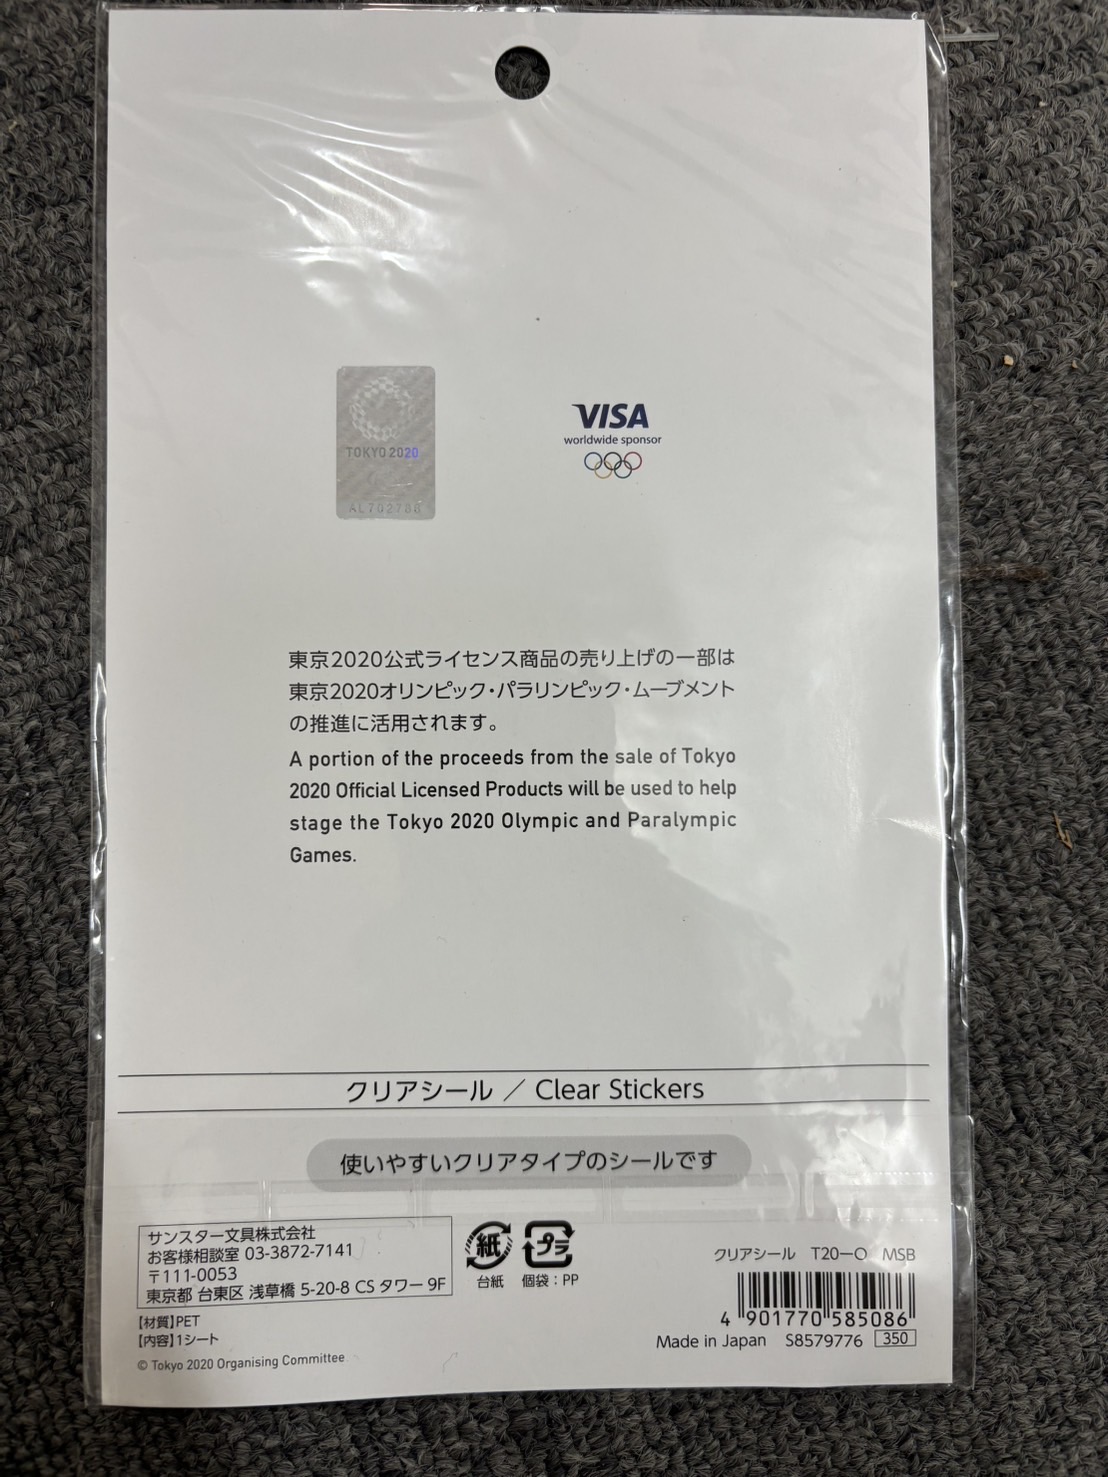 TOKYO 2020
AL702788
VISA
worldwide sponsor
東京2020公式ライセンス商品の売り上げの一部は
東京2020オリンピック・パラリンピック・ムーブメント
の推進に活用されます。
A portion of the proceeds from the sale of Tokyo
2020 Official Licensed Products will be used to help
stage the Tokyo 2020 Olympic and Paralympic
Games.
クリアシール ／ Clear Stickers
使いやすいクリアタイプのシールです
サンスター文具株式会社
お客様相談室 03-3872-7141
〒111-0053
東京都 台東区 浅草橋 5-20-8 CS タワー 9F
【材質】PET
【内容】1シート
© Tokyo 2020 Organising Committee
紙
台紙
プラ
個袋：PP
クリアシール T20ーO MSB
4 901770 585086
Made in Japan S8579776 350